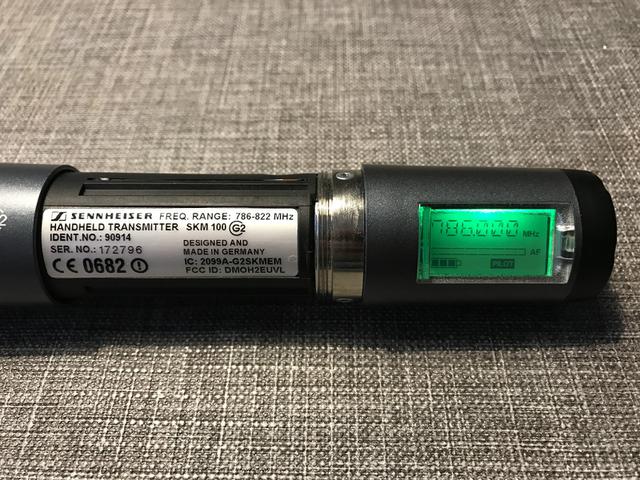 SENNHEISER FREQ. RANGE: 786-822 MHz
HANDHELD TRANSMITTER SKM 100 G2
IDENT.NO.: 90914
SER. NO.: 172796
DESIGNED AND
MADE IN GERMANY
IC: 2099A-G2SKMEM
FCC ID: DMOH2EUVL
CE 0682
786.000 MHz
AF
PILOT